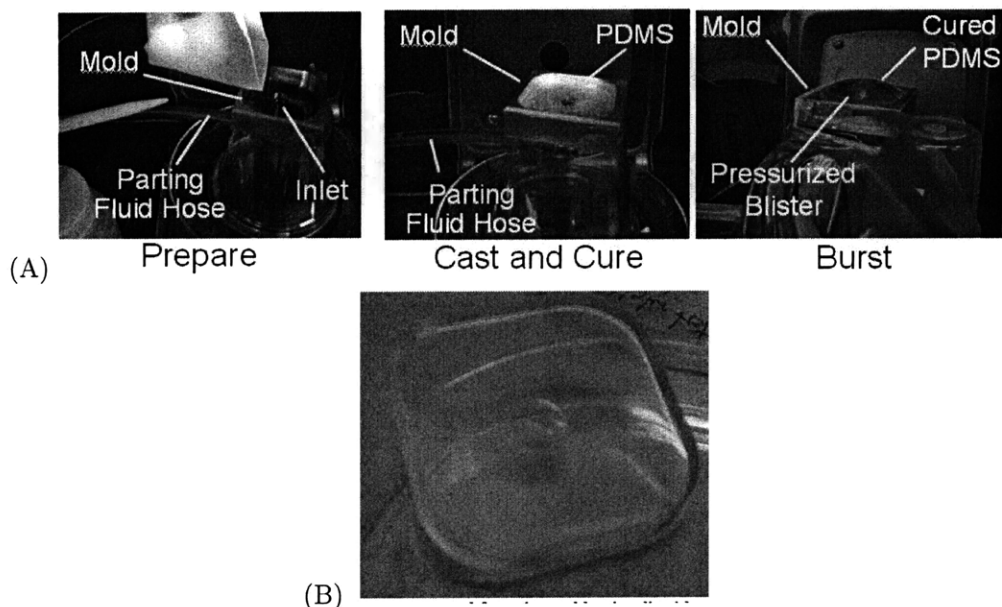 Mold
Parting
Fluid Hose
Inlet
Prepare
Mold
PDMS
Parting
Fluid Hose
Cast and Cure
Mold
Cured
PDMS
Pressurized
Blister
Burst
(A)
(B)